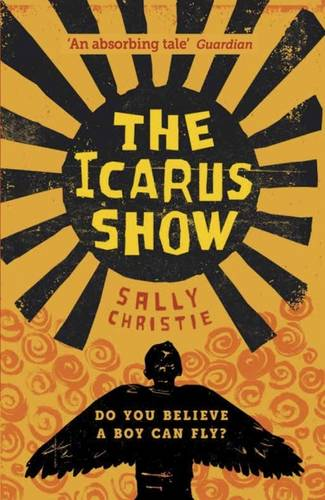 'An absorbing tale' Guardian
THE
ICARUS
SHOW
SALLY
CHRISTIE
DO YOU BELIEVE
A BOY CAN FLY?